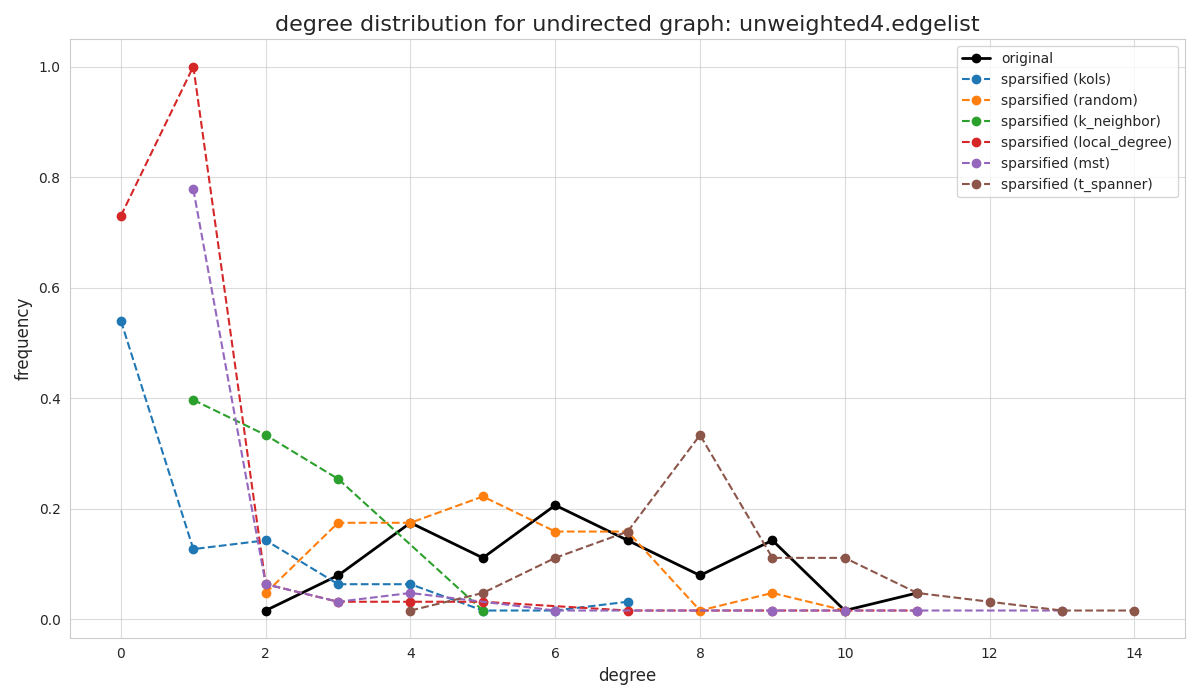 degree distribution for undirected graph: unweighted4.edgelist
original
sparsified (kols)
sparsified (random)
sparsified (k_neighbor)
sparsified (local_degree)
sparsified (mst)
sparsified (t_spanner)
frequency
1.0
0.8
0.6
0.4
0.2
0.0
0 2 4 6 8 10 12 14
degree